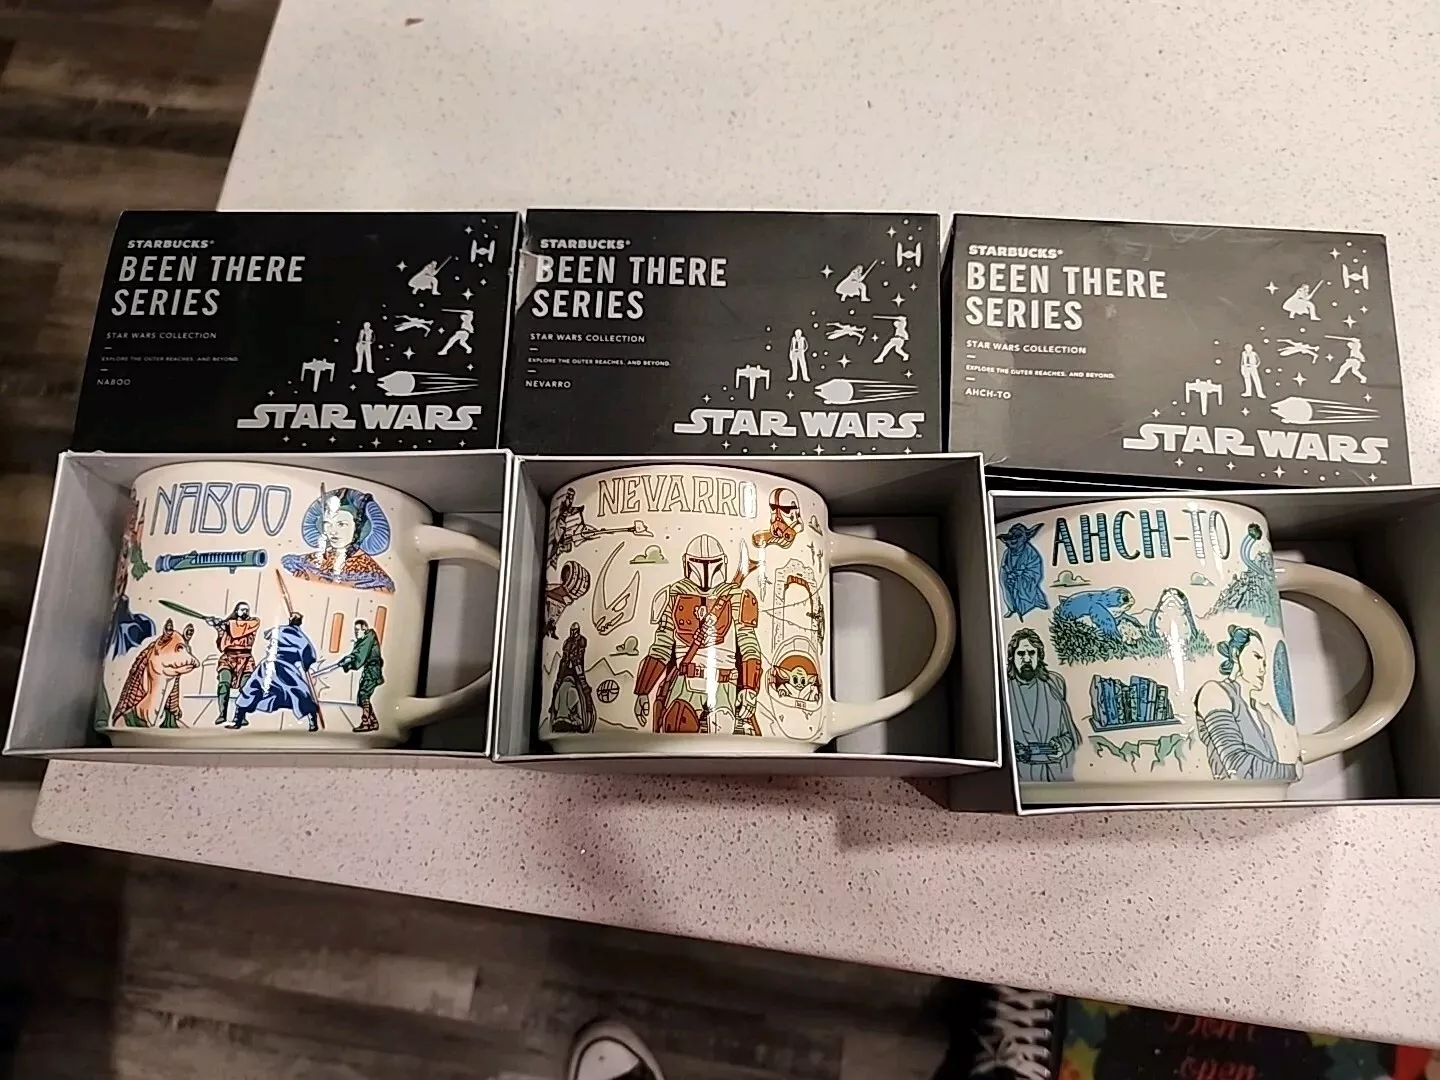 STARBUCKS®
BEEN THERE
SERIES
STAR WARS COLLECTION
EXPLORE THE OUTER REACHES. AND BEYOND.
NABOO
STAR WARS
STARBUCKS®
BEEN THERE
SERIES
STAR WARS COLLECTION
EXPLORE THE OUTER REACHES. AND BEYOND.
NEVARRO
STAR WARS
STARBUCKS®
BEEN THERE
SERIES
STAR WARS COLLECTION
EXPLORE THE OUTER REACHES. AND BEYOND.
AHCH-TO
STAR WARS
NABOO
NEVARRO
AHCH-TO
open